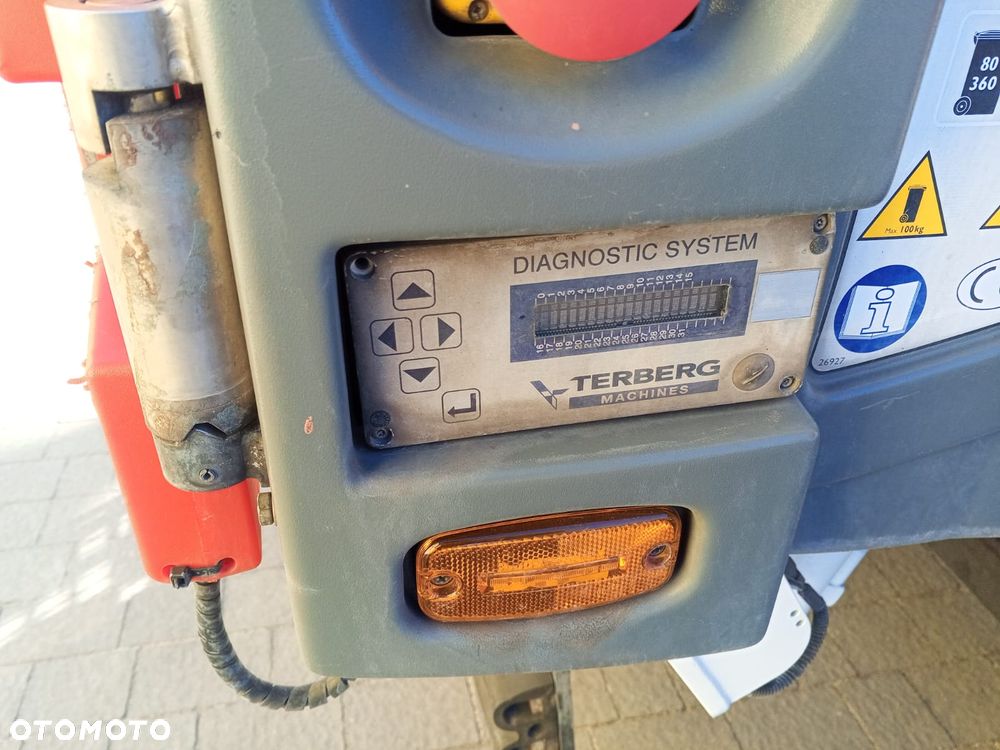 80
360
Max 100kg
DIAGNOSTIC SYSTEM
0 1 2 3 4 5 6 7 8 9 10 11 12 13 14 15
16 17 18 19 20 21 22 23 24 25 26 27 28 29 30 31
TERBERG
MACHINES
i
C
26927
OTOMOTO